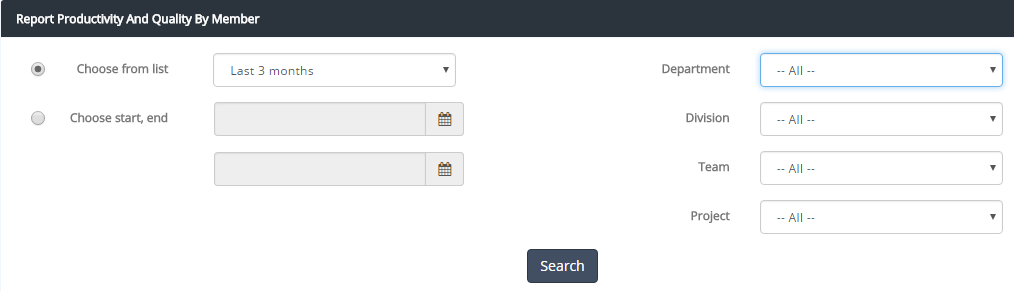 Report Productivity And Quality By Member
Choose from list Last 3 months Department -- All --
Choose start, end Division -- All --
Team -- All --
Project -- All --
Search